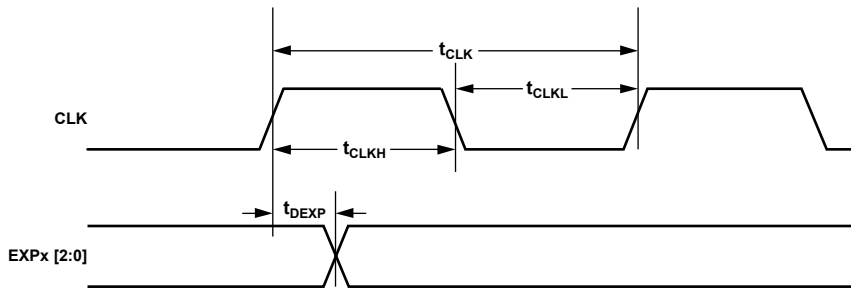 tCLK
tCLKL
CLK
tCLKH
tDEXP
EXPx [2:0]